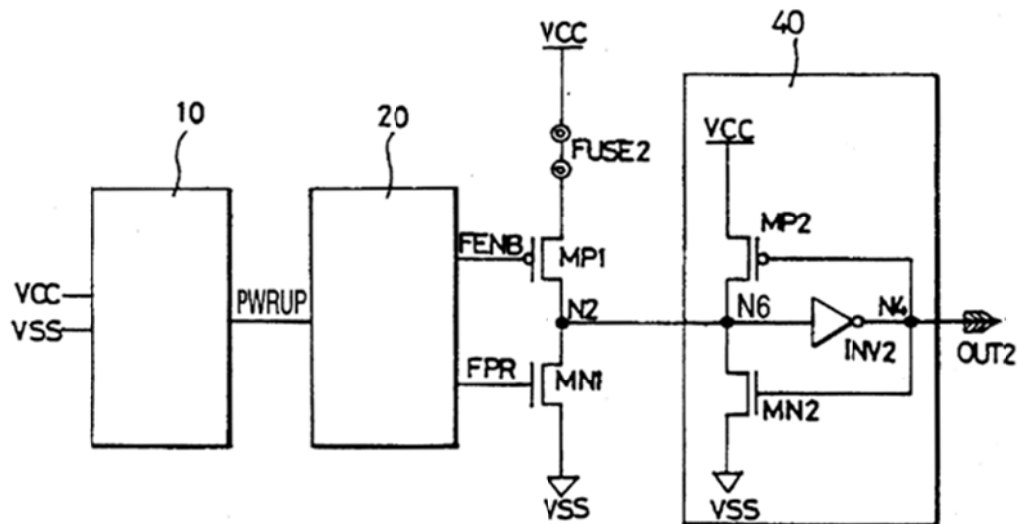 10
20
VCC
FUSE2
40
VCC
MP2
FENB
MP1
VCC
VSS
PWRUP
N2
N6
N4
INV2
OUT2
FPR
MN1
MN2
VSS
VSS